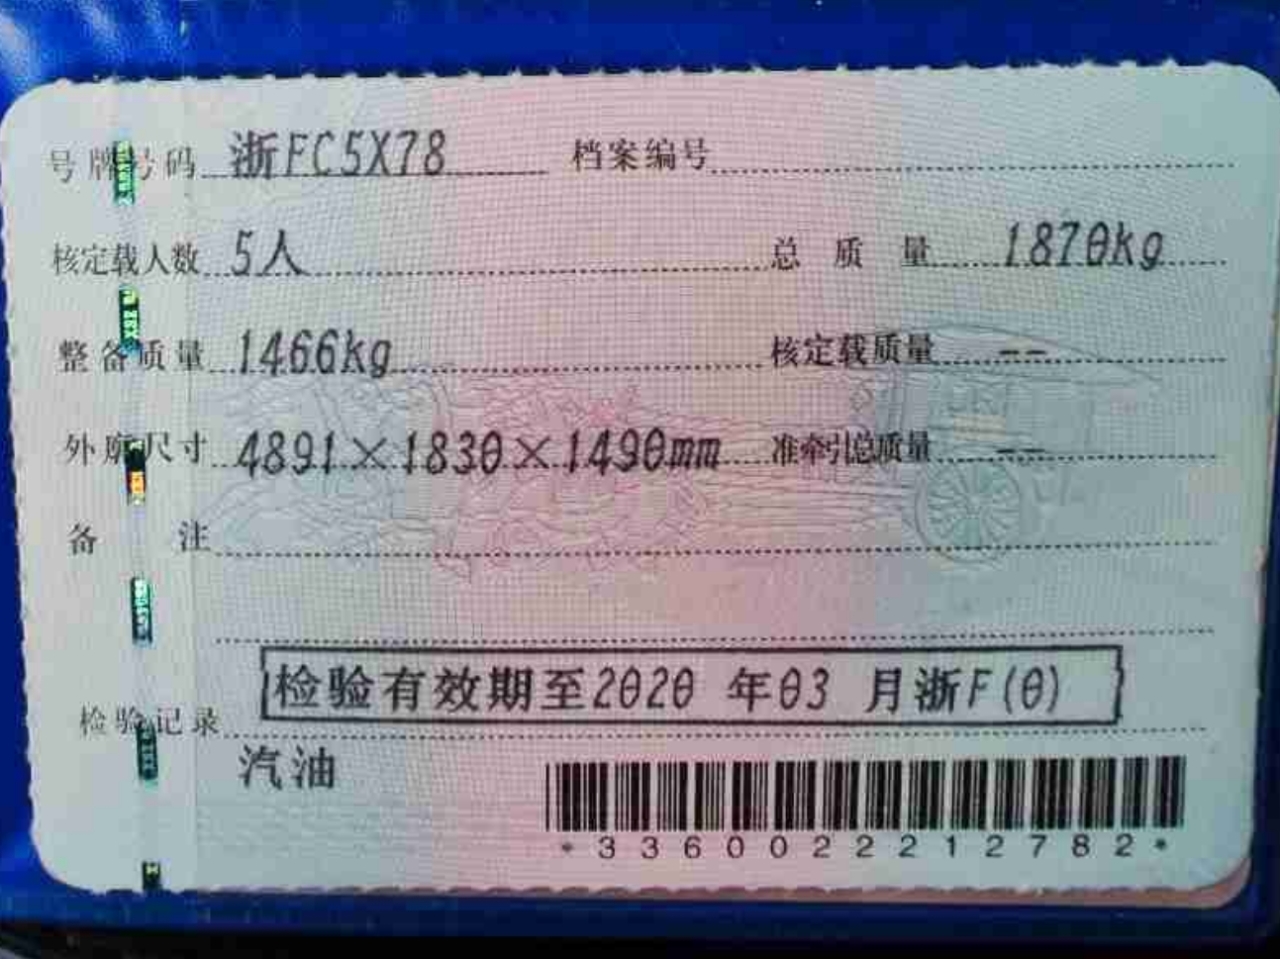 号牌号码 浙FC5X78 档案编号
核定载人数 5人 总质量 1870kg
整备质量 1466kg 核定载质量 --
外廓尺寸 4891×1830×1490mm 准牵引总质量 --
备注
检验记录 检验有效期至2020 年03 月浙F(0)
汽油
*3360022212782*